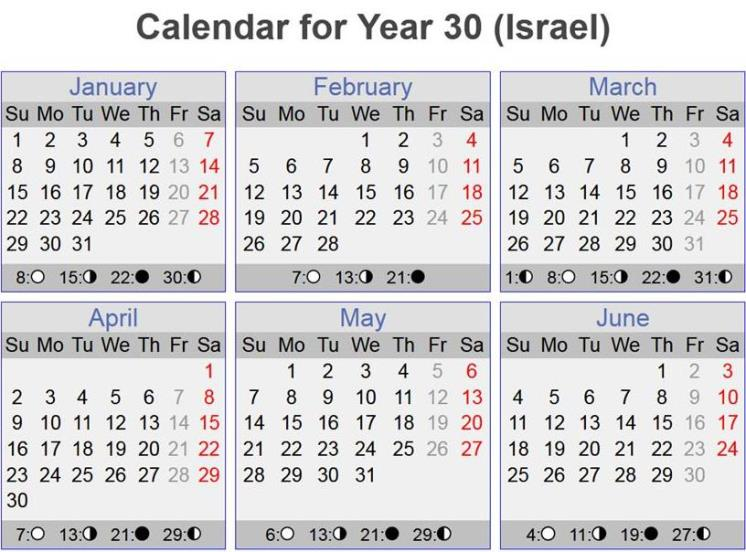 Calendar for Year 30 (Israel)
January
Su Mo Tu We Th Fr Sa
1 2 3 4 5 6 7
8 9 10 11 12 13 14
15 16 17 18 19 20 21
22 23 24 25 26 27 28
29 30 31
8: 15: 22: 30:
February
Su Mo Tu We Th Fr Sa
1 2 3 4
5 6 7 8 9 10 11
12 13 14 15 16 17 18
19 20 21 22 23 24 25
26 27 28
7: 13: 21:
March
Su Mo Tu We Th Fr Sa
1 2 3 4
5 6 7 8 9 10 11
12 13 14 15 16 17 18
19 20 21 22 23 24 25
26 27 28 29 30 31
1: 8: 15: 22: 31:
April
Su Mo Tu We Th Fr Sa
1
2 3 4 5 6 7 8
9 10 11 12 13 14 15
16 17 18 19 20 21 22
23 24 25 26 27 28 29
30
7: 13: 21: 29:
May
Su Mo Tu We Th Fr Sa
1 2 3 4 5 6
7 8 9 10 11 12 13
14 15 16 17 18 19 20
21 22 23 24 25 26 27
28 29 30 31
6: 13: 21: 29:
June
Su Mo Tu We Th Fr Sa
1 2 3
4 5 6 7 8 9 10
11 12 13 14 15 16 17
18 19 20 21 22 23 24
25 26 27 28 29 30
4: 11: 19: 27: